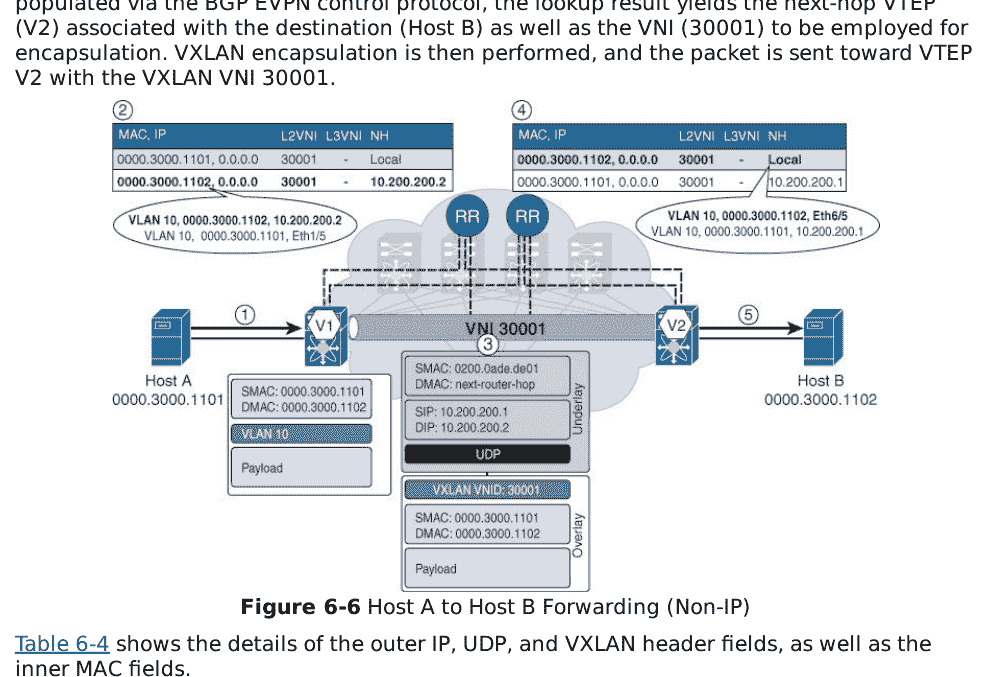 populated via the BGP EVPN control protocol, the lookup result yields the next-hop VTEP
(V2) associated with the destination (Host B) as well as the VNI (30001) to be employed for
encapsulation. VXLAN encapsulation is then performed, and the packet is sent toward VTEP
V2 with the VXLAN VNI 30001.
2
MAC, IP L2VNI L3VNI NH
0000.3000.1101, 0.0.0.0 30001 - Local
0000.3000.1102, 0.0.0.0 30001 - 10.200.200.2
VLAN 10, 0000.3000.1102, 10.200.200.2
VLAN 10, 0000.3000.1101, Eth1/5
4
MAC, IP L2VNI L3VNI NH
0000.3000.1102, 0.0.0.0 30001 - Local
0000.3000.1101, 0.0.0.0 30001 - 10.200.200.1
VLAN 10, 0000.3000.1102, Eth6/5
VLAN 10, 0000.3000.1101, 10.200.200.1
RR RR
1
V1
VNI 30001
V2
5
3
Host A
0000.3000.1101
Host B
0000.3000.1102
SMAC: 0000.3000.1101
DMAC: 0000.3000.1102
VLAN 10
Payload
SMAC: 0200.0ade.de01
DMAC: next-router-hop
SIP: 10.200.200.1
DIP: 10.200.200.2
UDP
Underlay
VXLAN VNID: 30001
SMAC: 0000.3000.1101
DMAC: 0000.3000.1102
Payload
Overlay
Figure 6-6 Host A to Host B Forwarding (Non-IP)
Table 6-4 shows the details of the outer IP, UDP, and VXLAN header fields, as well as the
inner MAC fields.